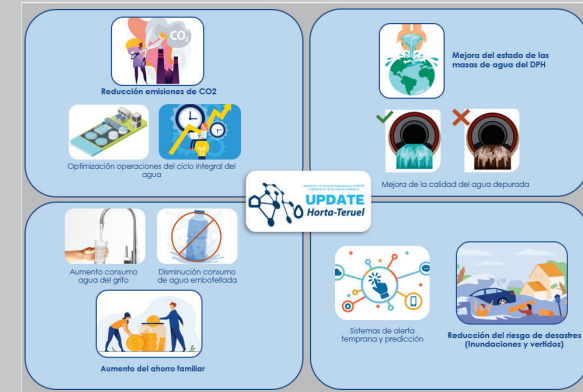 CO₂
Reducción emisiones de CO2
Optimización operaciones del ciclo integral del
agua
Mejora del estado de las
masas de agua del DPH
Mejora de la calidad del agua depurada
UPDATE
Horta-Teruel
Aumento consumo
agua del grifo
Disminución consumo
de agua embotellada
Aumento del ahorro familiar
Sistemas de alerta
temprana y predicción
Reducción del riesgo de desastres
(Inundaciones y vertidos)